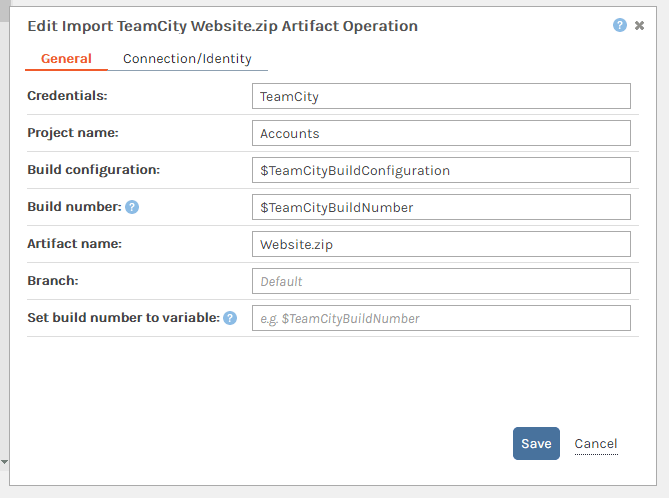 Edit Import TeamCity Website.zip Artifact Operation ? ✖
General Connection/Identity
Credentials: TeamCity
Project name: Accounts
Build configuration: $TeamCityBuildConfiguration
Build number: ? $TeamCityBuildNumber
Artifact name: Website.zip
Branch: Default
Set build number to variable: ? e.g. $TeamCityBuildNumber
Save Cancel